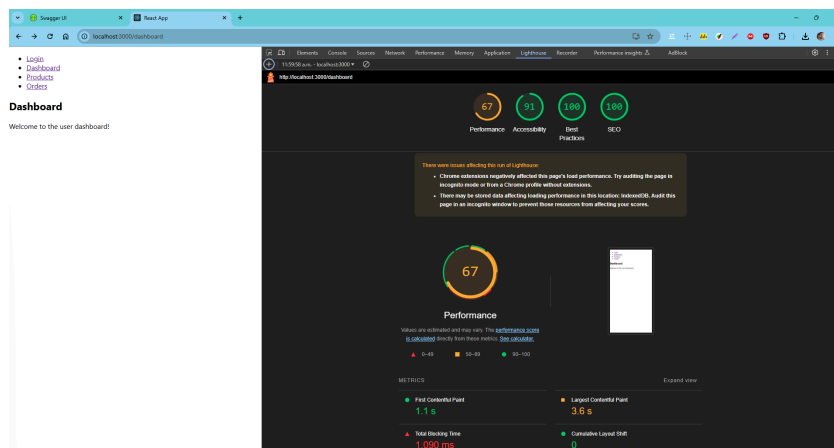 Swagger UI
React App
localhost:3000/dashboard
Login
Dashboard
Products
Orders
Dashboard
Welcome to the user dashboard!
Elements Console Sources Network Performance Memory Application Lighthouse Recorder Performance insights AdBlock
11:59:58 a.m. - localhost:3000
http://localhost:3000/dashboard
67 91 100 100
Performance Accessibility Best Practices SEO
There were issues affecting this run of Lighthouse:
Chrome extensions negatively affected this page's load performance. Try auditing the page in
incognito mode or from a Chrome profile without extensions.
There may be stored data affecting loading performance in this location: IndexedDB. Audit this
page in an incognito window to prevent those resources from affecting your scores.
67
Performance
Values are estimated and may vary. The performance score
is calculated directly from these metrics. See calculator.
0–49 50–89 90–100
METRICS Expand view
First Contentful Paint
1.1 s
Largest Contentful Paint
3.6 s
Total Blocking Time
1,090 ms
Cumulative Layout Shift
0